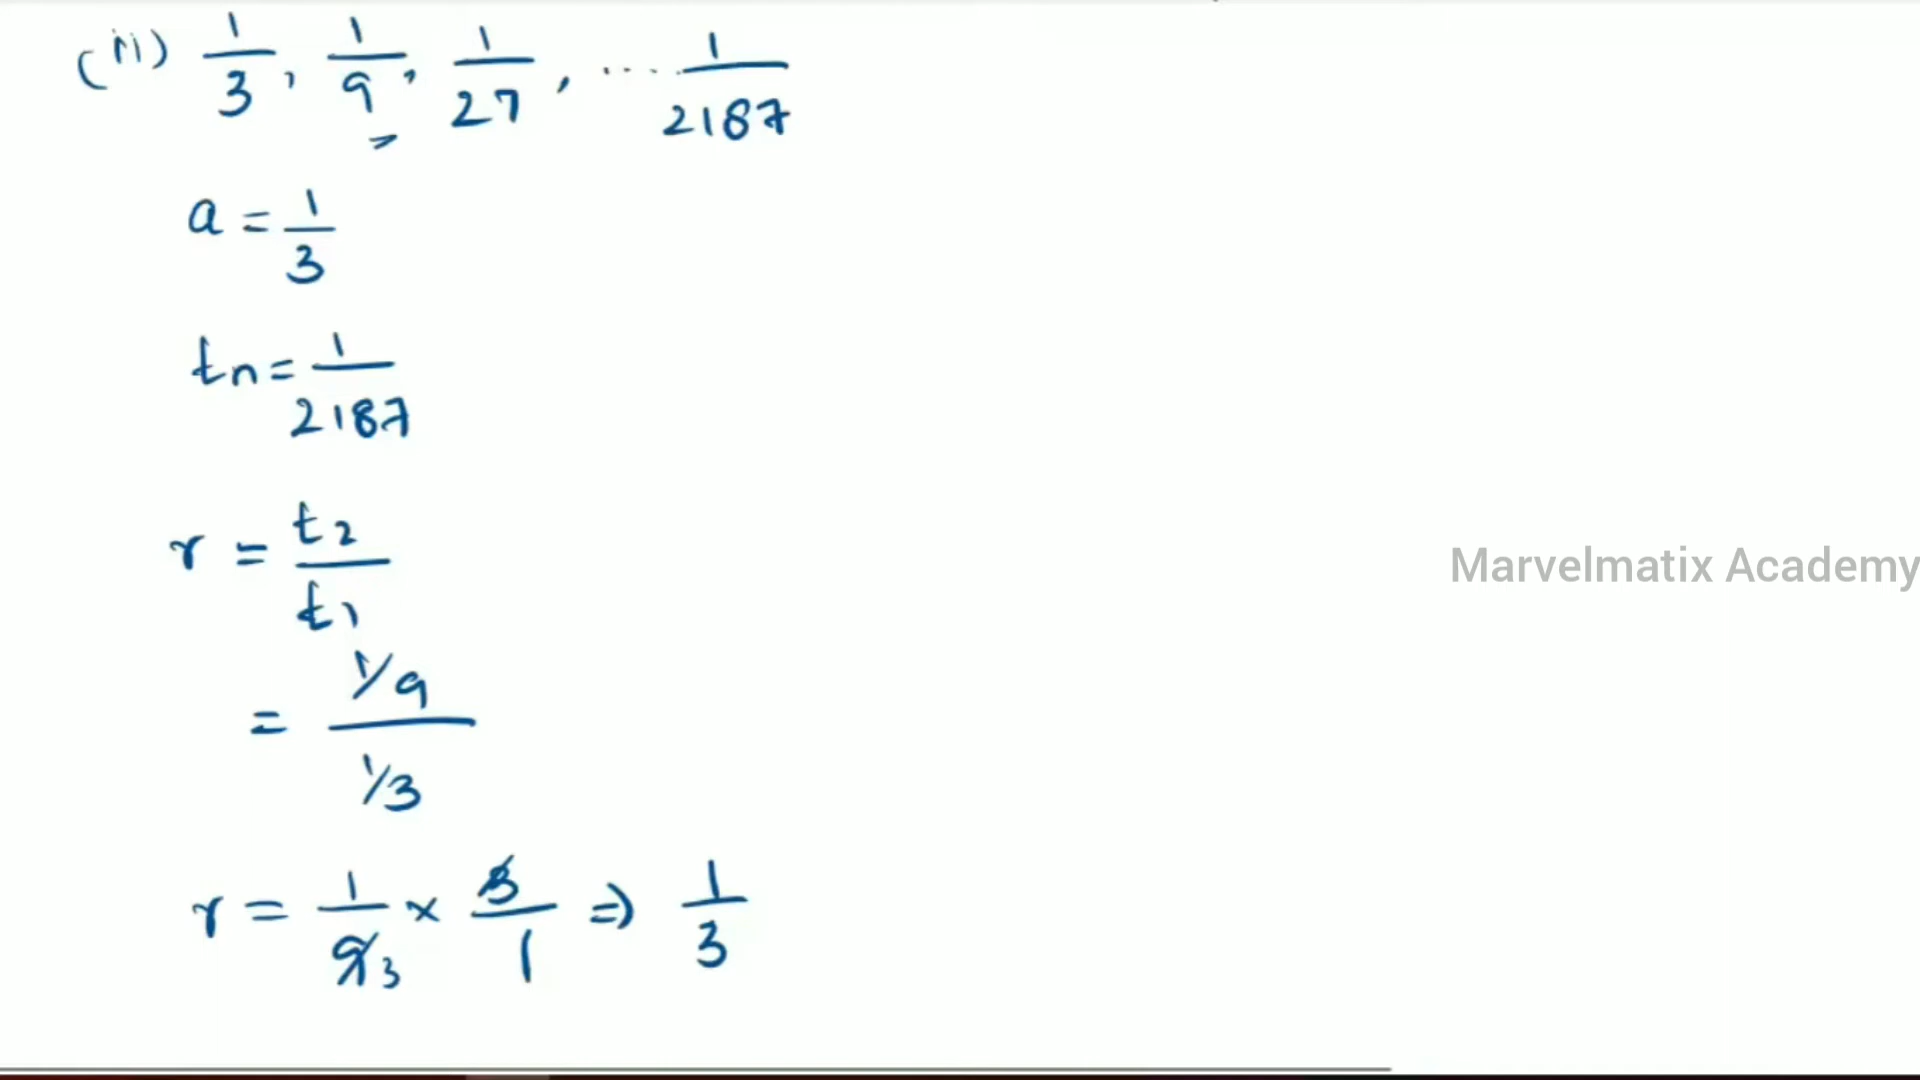 (ii) 1/3, 1/9, 1/27, ... 1/2187
=
a = 1/3
tn = 1/2187
r = t2/t1
= (1/9)/(1/3)
Marvelmatix Academy
r = 1/9 3 × 3/1 ⇒ 1/3